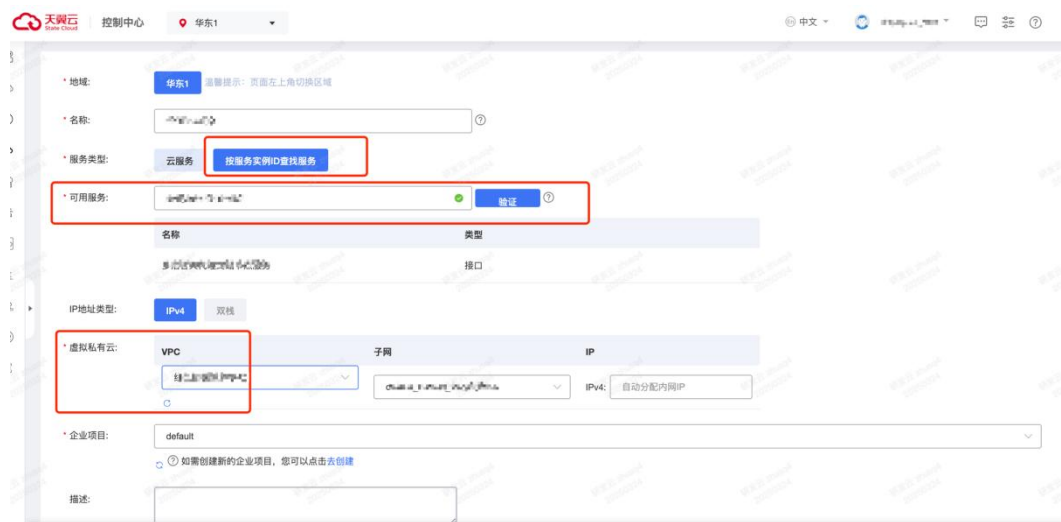 天翼云
State Cloud
控制中心
华东1
中文
* 地域:
华东1
温馨提示：页面左上角切换区域
* 名称:
* 服务类型:
云服务
按服务实例ID查找服务
* 可用服务:
验证
名称
类型
接口
IP地址类型:
IPv4
双栈
* 虚拟私有云:
VPC
子网
IP
IPv4:
自动分配内网IP
* 企业项目:
default
如需创建新的企业项目，您可以点击去创建
描述: